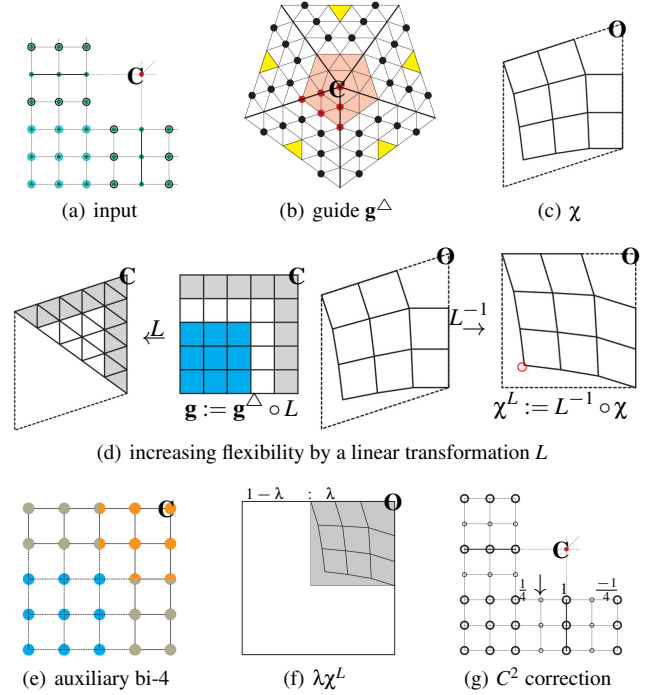 C
C
O
(a) input
(b) guide g△
(c) χ
C
C
O
O
L
←
L⁻¹
→
g := g△ ∘ L
χᴸ := L⁻¹ ∘ χ
(d) increasing flexibility by a linear transformation L
C
1 − λ : λ
O
C
1/4
↓
1
−1/4
(e) auxiliary bi-4
(f) λχᴸ
(g) C² correction